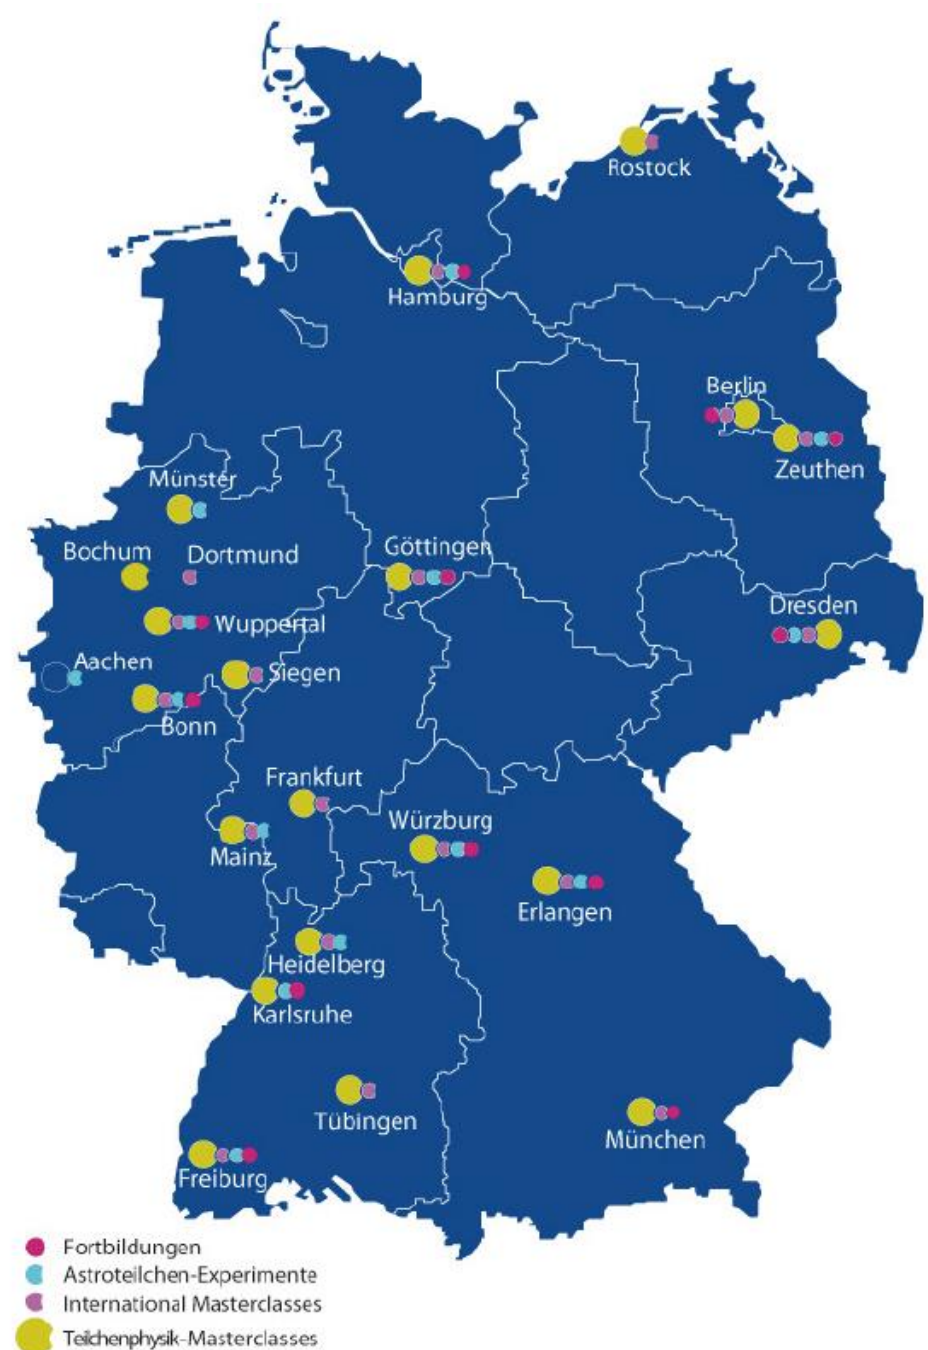 Rostock
Hamburg
Berlin
Zeuthen
Münster
Göttingen
Bochum
Dortmund
Dresden
Wuppertal
Aachen
Siegen
Bonn
Frankfurt
Würzburg
Mainz
Erlangen
Heidelberg
Karlsruhe
Tübingen
München
Freiburg
Fortbildungen
Astroteilchen-Experimente
International Masterclasses
Teilchenphysik-Masterclasses